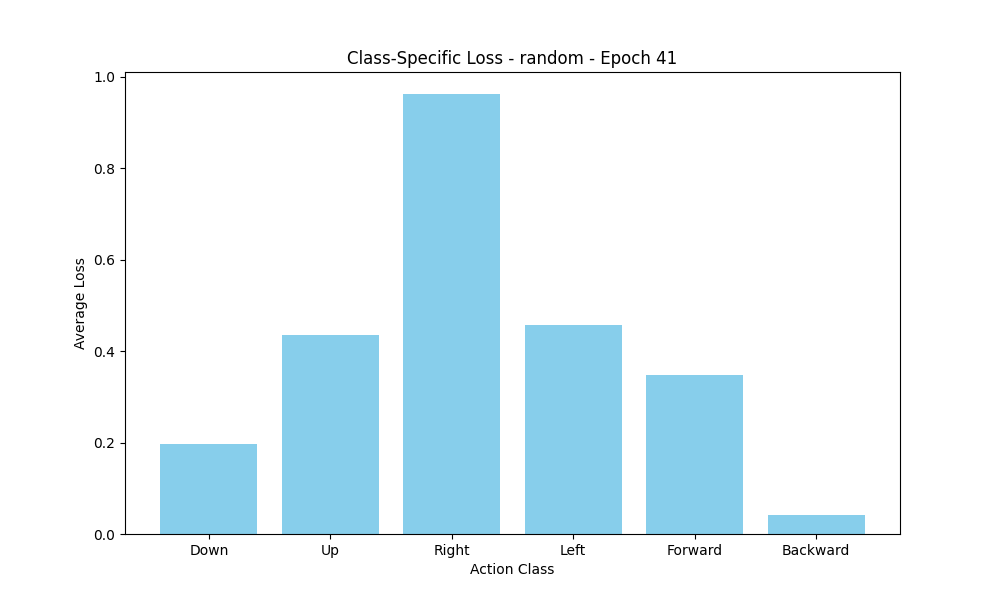 Class-Specific Loss - random - Epoch 41
Average Loss
1.0
0.8
0.6
0.4
0.2
0.0
Down Up Right Left Forward Backward
Action Class